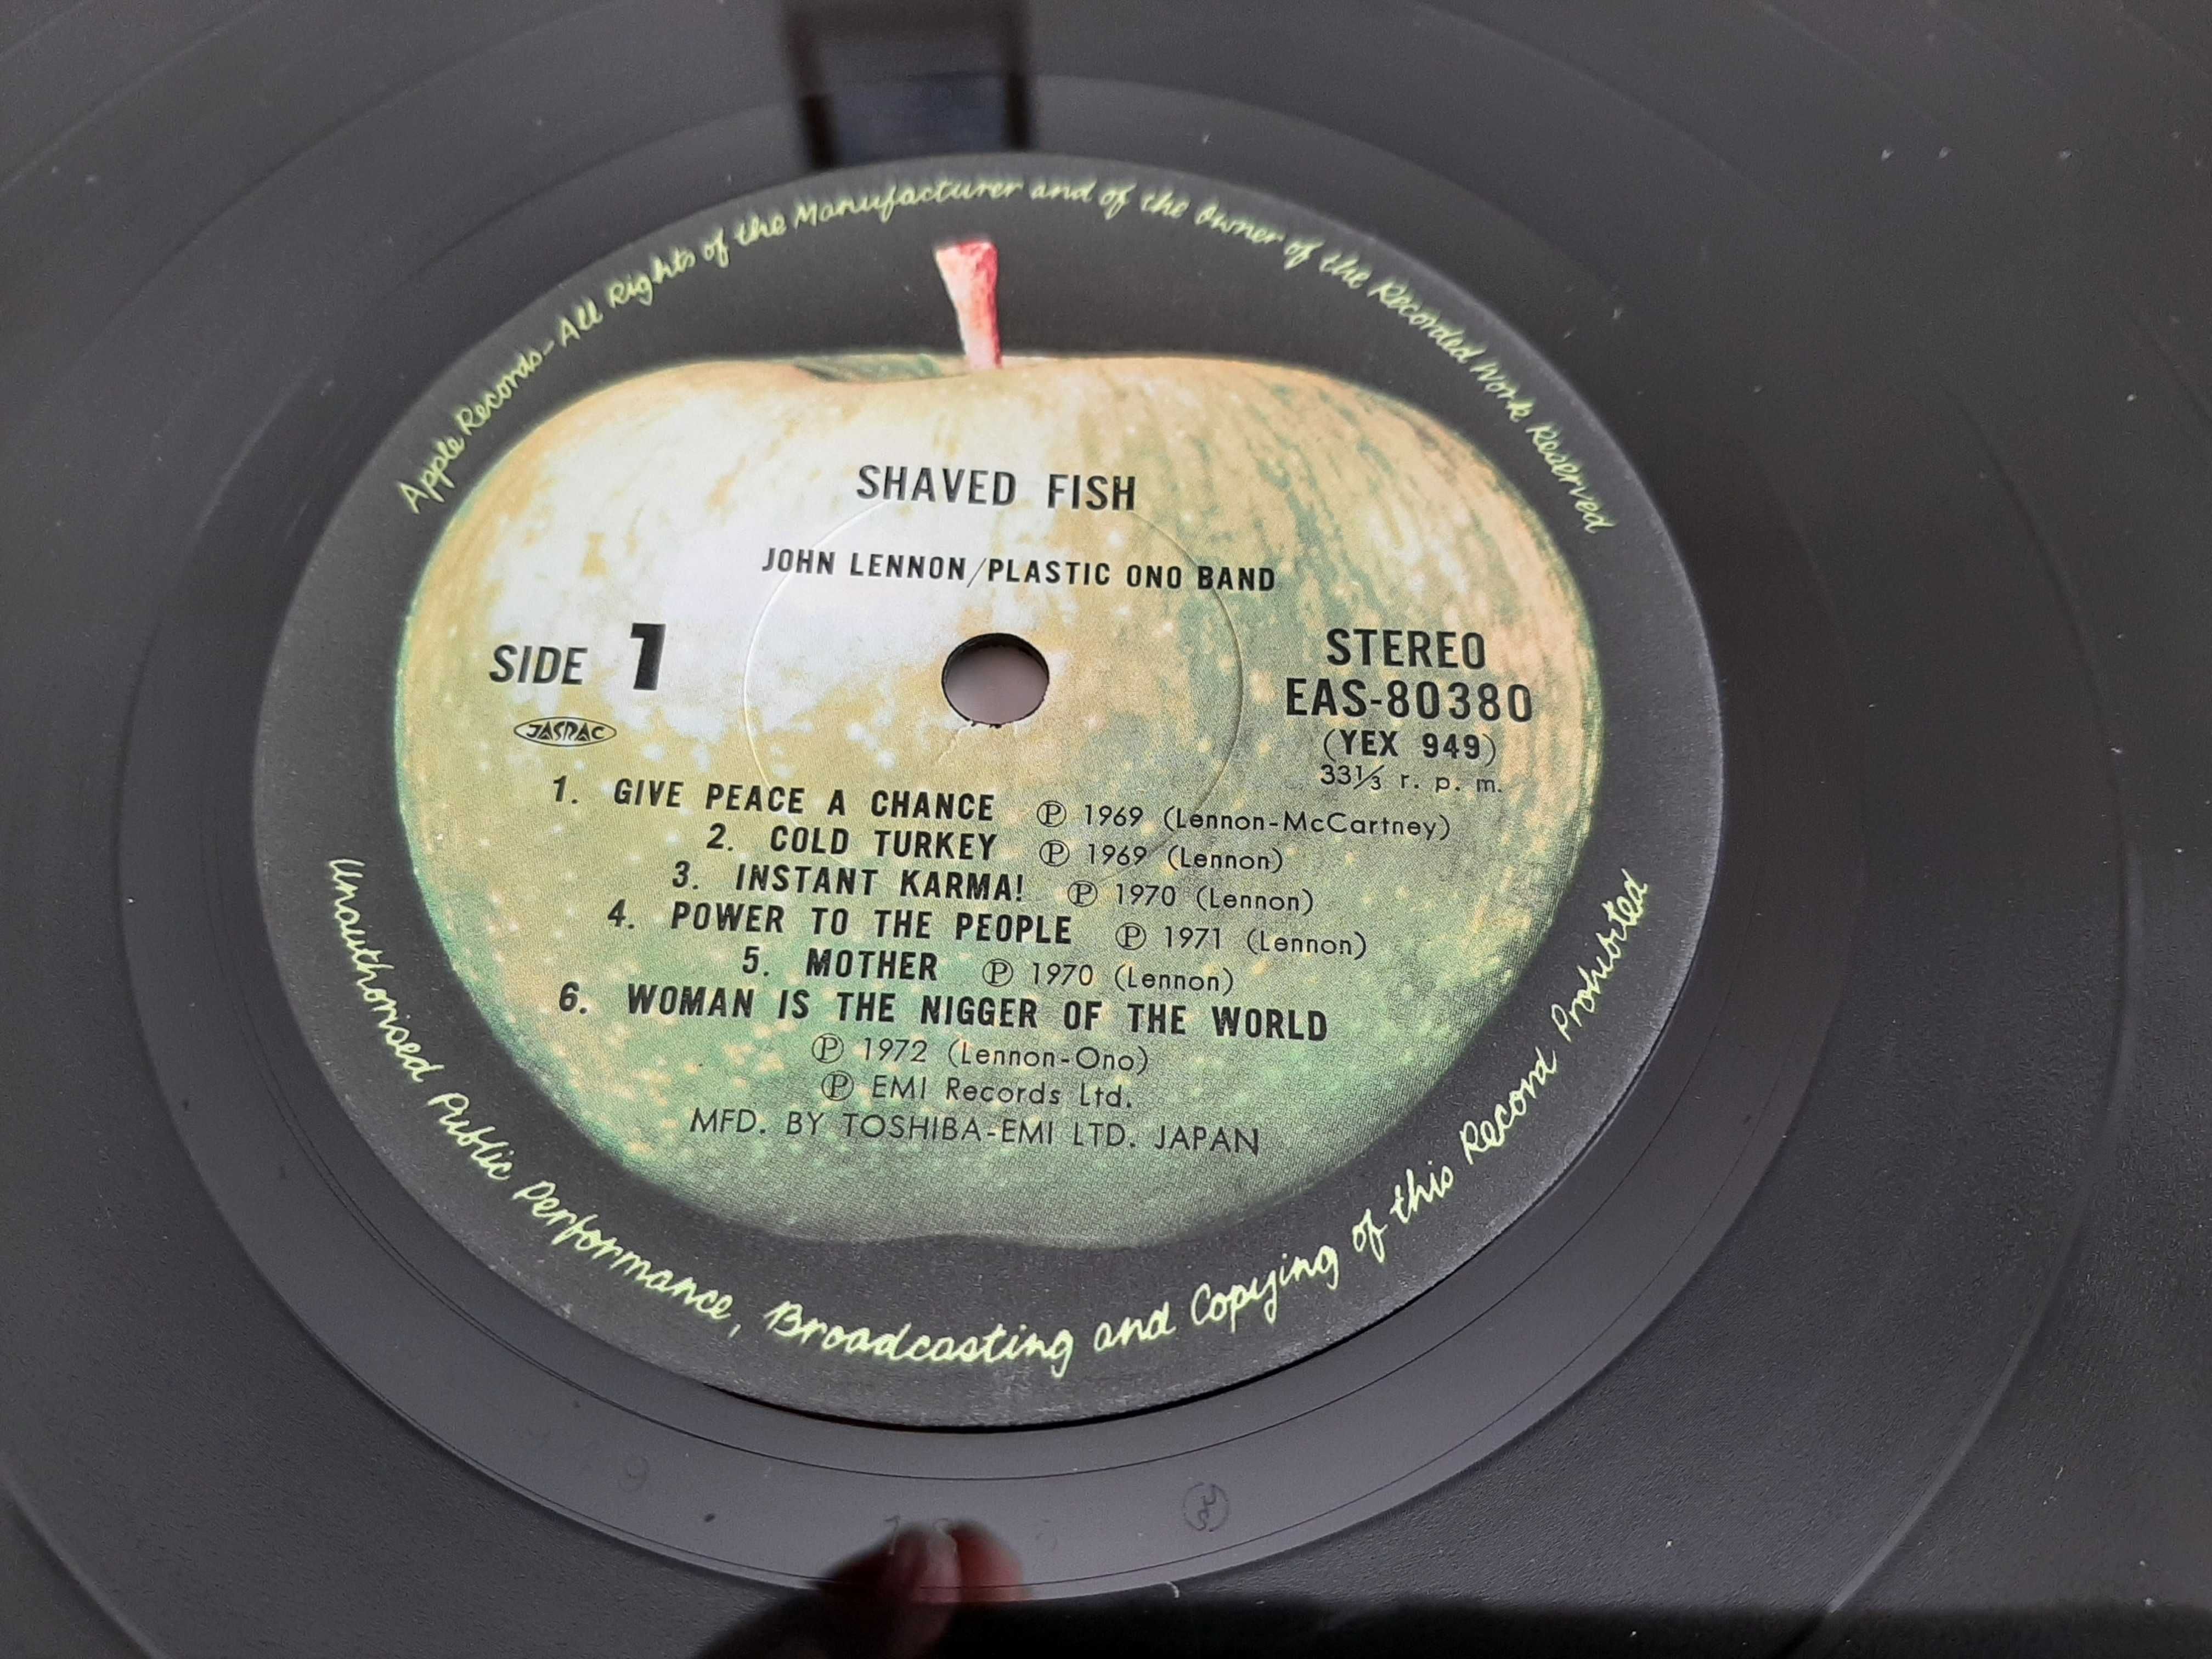 Apple Records-All Rights of the Manufacturer and of the Owner of the Recorded Work Reserved
SHAVED FISH
JOHN LENNON/PLASTIC ONO BAND
SIDE 1
JASRAC
STEREO
EAS-80380
(YEX 949)
33⅓ r. p. m.
1. GIVE PEACE A CHANCE ℗ 1969 (Lennon-McCartney)
2. COLD TURKEY ℗ 1969 (Lennon)
3. INSTANT KARMA! ℗ 1970 (Lennon)
4. POWER TO THE PEOPLE ℗ 1971 (Lennon)
5. MOTHER ℗ 1970 (Lennon)
6. WOMAN IS THE NIGGER OF THE WORLD
℗ 1972 (Lennon-Ono)
℗ EMI Records Ltd.
MFD. BY TOSHIBA-EMI LTD. JAPAN
Unauthorised Public Performance, Broadcasting and Copying of this Record Prohibited